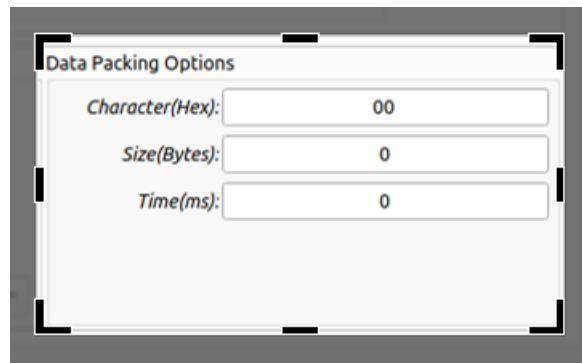 Data Packing Options
Character(Hex): 00
Size(Bytes): 0
Time(ms): 0